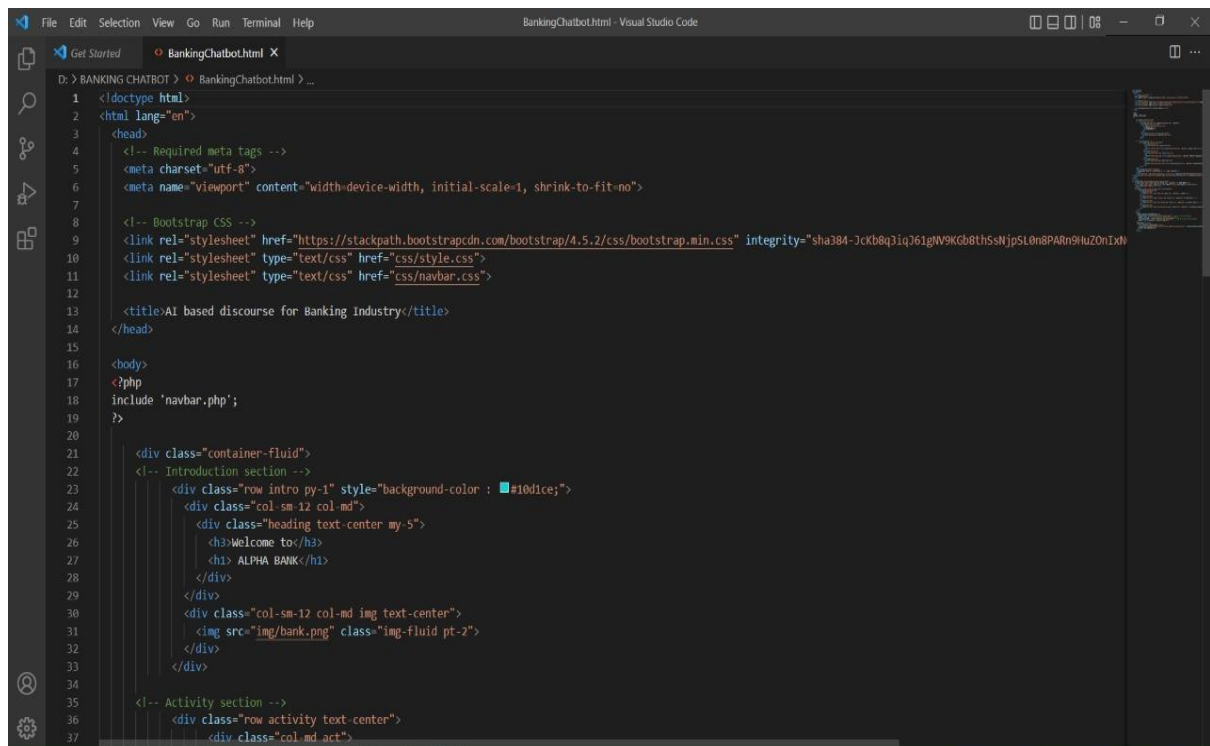 File Edit Selection View Go Run Terminal Help
BankingChatbot.html - Visual Studio Code
Get Started
BankingChatbot.html
D: > BANKING CHATBOT > BankingChatbot.html > ...
1 <!doctype html>
2 <html lang="en">
3 <head>
4 <!-- Required meta tags -->
5 <meta charset="utf-8">
6 <meta name="viewport" content="width=device-width, initial-scale=1, shrink-to-fit=no">
7
8 <!-- Bootstrap CSS -->
9 <link rel="stylesheet" href="https://stackpath.bootstrapcdn.com/bootstrap/4.5.2/css/bootstrap.min.css" integrity="sha384-JcKb8q3iqJ61gNV9KGb8thSsNjpSL0n8PARn9HuZOnIxN
10 <link rel="stylesheet" type="text/css" href="css/style.css">
11 <link rel="stylesheet" type="text/css" href="css/navbar.css">
12
13 <title>AI based discourse for Banking Industry</title>
14 </head>
15
16 <body>
17 <?php
18 include 'navbar.php';
19 ?>
20
21 <div class="container-fluid">
22 <!-- Introduction section -->
23 <div class="row intro py-1" style="background-color : #10d1ce;">
24 <div class="col-sm-12 col-md">
25 <div class="heading text-center my-5">
26 <h3>Welcome to</h3>
27 <h1> ALPHA BANK</h1>
28 </div>
29 </div>
30 <div class="col-sm-12 col-md img text-center">
31 <img src="img/bank.png" class="img-fluid pt-2">
32 </div>
33 </div>
34
35 <!-- Activity section -->
36 <div class="row activity text-center">
37 <div class="col-md act">